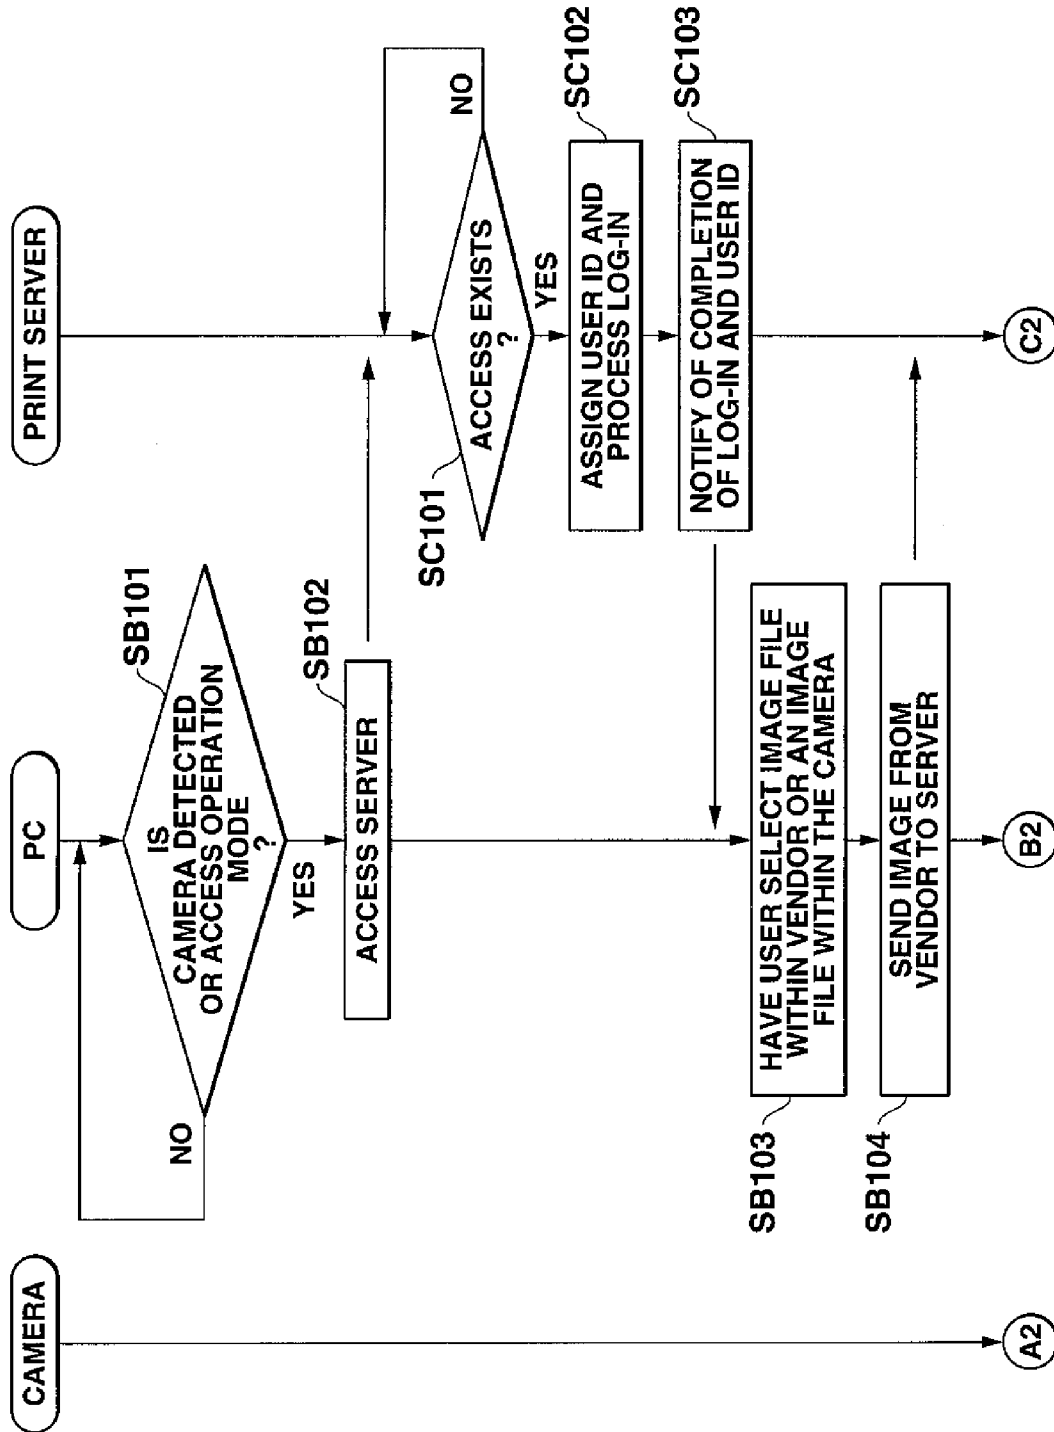 CAMERA
A2
PC
IS
CAMERA DETECTED
OR ACCESS OPERATION
MODE
?
SB101
NO
YES
ACCESS SERVER
SB102
HAVE USER SELECT IMAGE FILE
WITHIN VENDOR OR AN IMAGE
FILE WITHIN THE CAMERA
SB103
SEND IMAGE FROM
VENDOR TO SERVER
SB104
B2
PRINT SERVER
ACCESS EXISTS
?
SC101
NO
YES
ASSIGN USER ID AND
PROCESS LOG-IN
SC102
NOTIFY OF COMPLETION
OF LOG-IN AND USER ID
SC103
C2